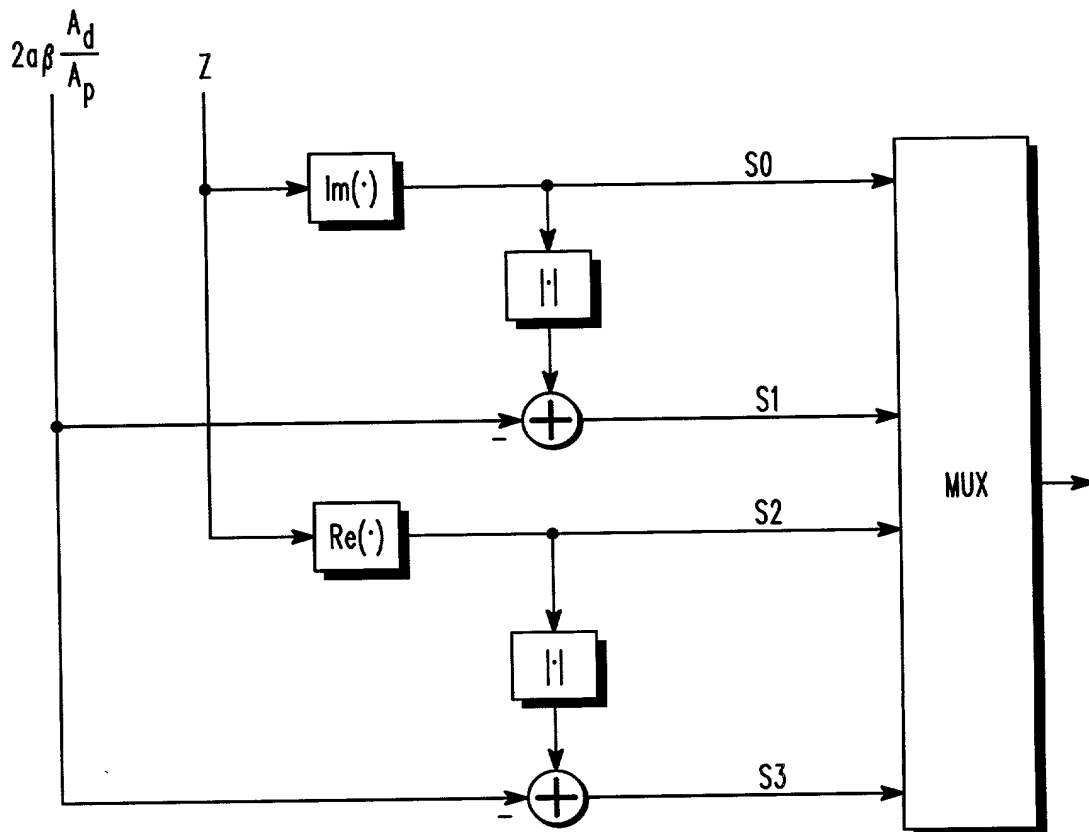 2aβ A_d/A_p
Z
Im(·)
S0
|·|
+
S1
-
MUX
Re(·)
S2
|·|
+
S3
-